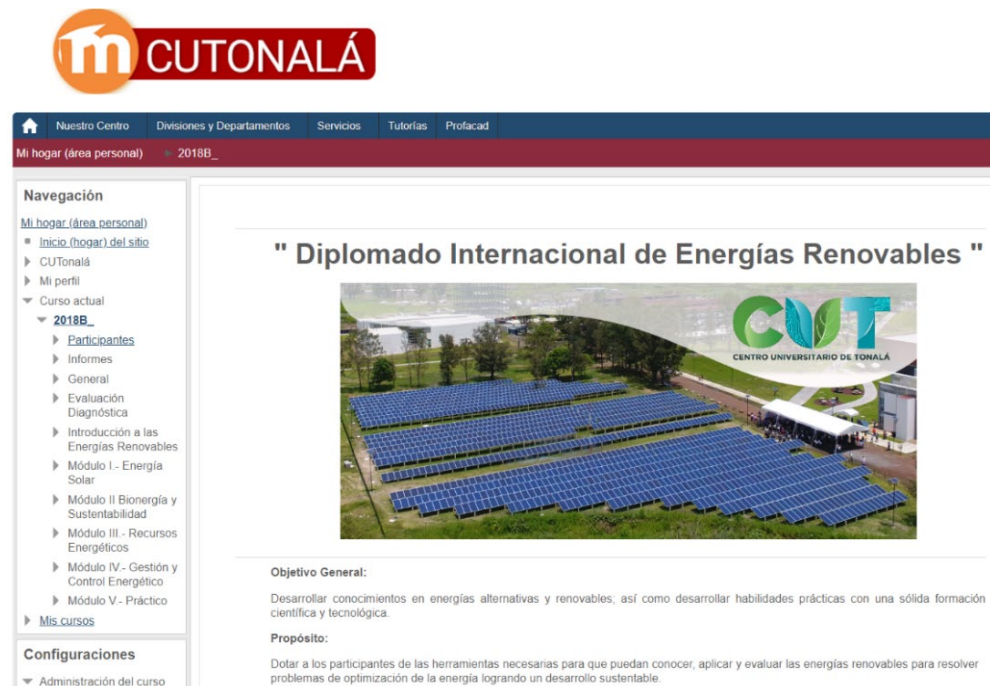 m CUTONALÁ
Nuestro Centro Divisiones y Departamentos Servicios Tutorías Profacad
Mi hogar (área personal) 2018B_
Navegación
Mi hogar (área personal)
Inicio (hogar) del sitio
CUTonalá
Mi perfil
Curso actual
2018B_
Participantes
Informes
General
Evaluación
Diagnóstica
Introducción a las
Energías Renovables
Módulo I.- Energía
Solar
Módulo II Bionergía y
Sustentabilidad
Módulo III.- Recursos
Energéticos
Módulo IV.- Gestión y
Control Energético
Módulo V.- Práctico
Mis cursos
Configuraciones
Administración del curso
" Diplomado Internacional de Energías Renovables "
CUT
CENTRO UNIVERSITARIO DE TONALÁ
Objetivo General:
Desarrollar conocimientos en energías alternativas y renovables; así como desarrollar habilidades prácticas con una sólida formación
científica y tecnológica.
Propósito:
Dotar a los participantes de las herramientas necesarias para que puedan conocer, aplicar y evaluar las energías renovables para resolver
problemas de optimización de la energía logrando un desarrollo sustentable.